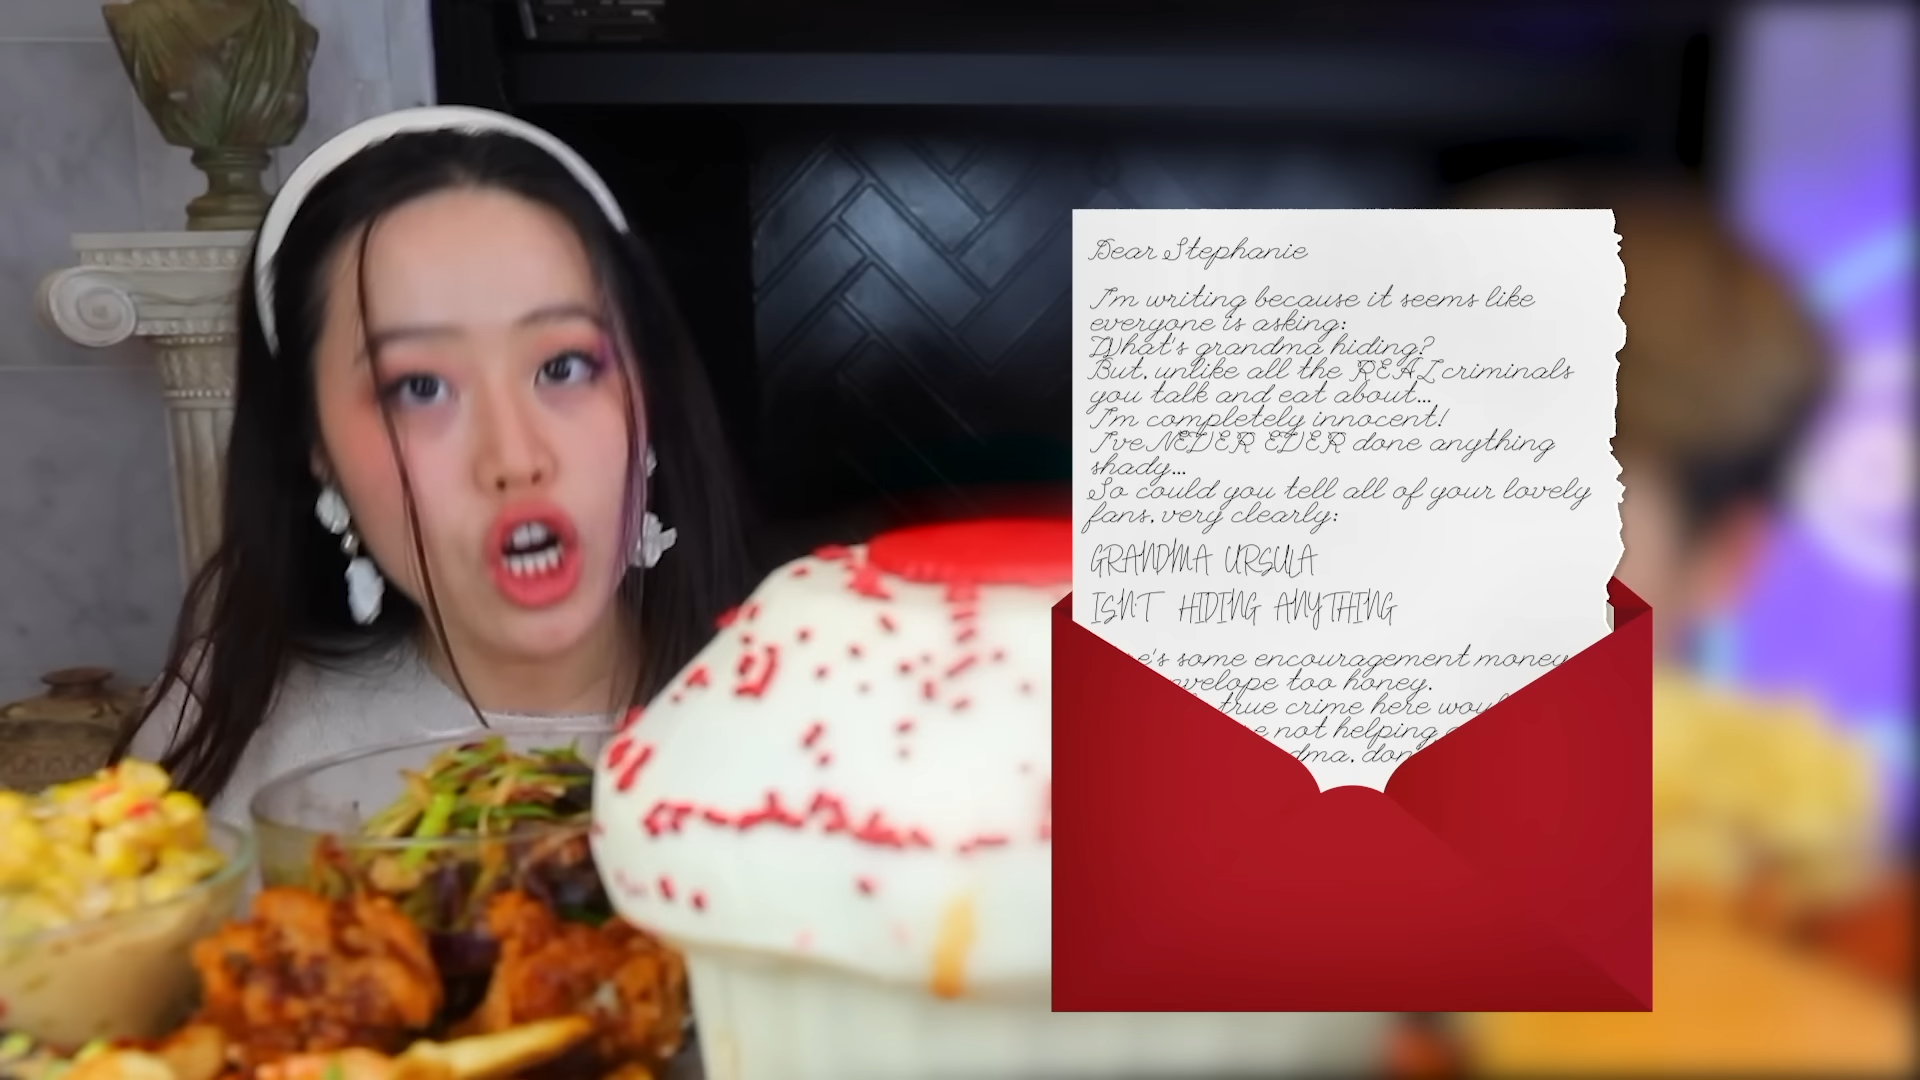 Dear Stephanie
I'm writing because it seems like
everyone is asking:
What's grandma hiding?
But, unlike all the REAL criminals
you talk and eat about...
I'm completely innocent!
I've NEVER EVER done anything
shady...
So could you tell all of your lovely
fans, very clearly:
GRANDMA URSULA
ISN'T HIDING ANYTHING
some encouragement money
too honey.
true crime here
not helping